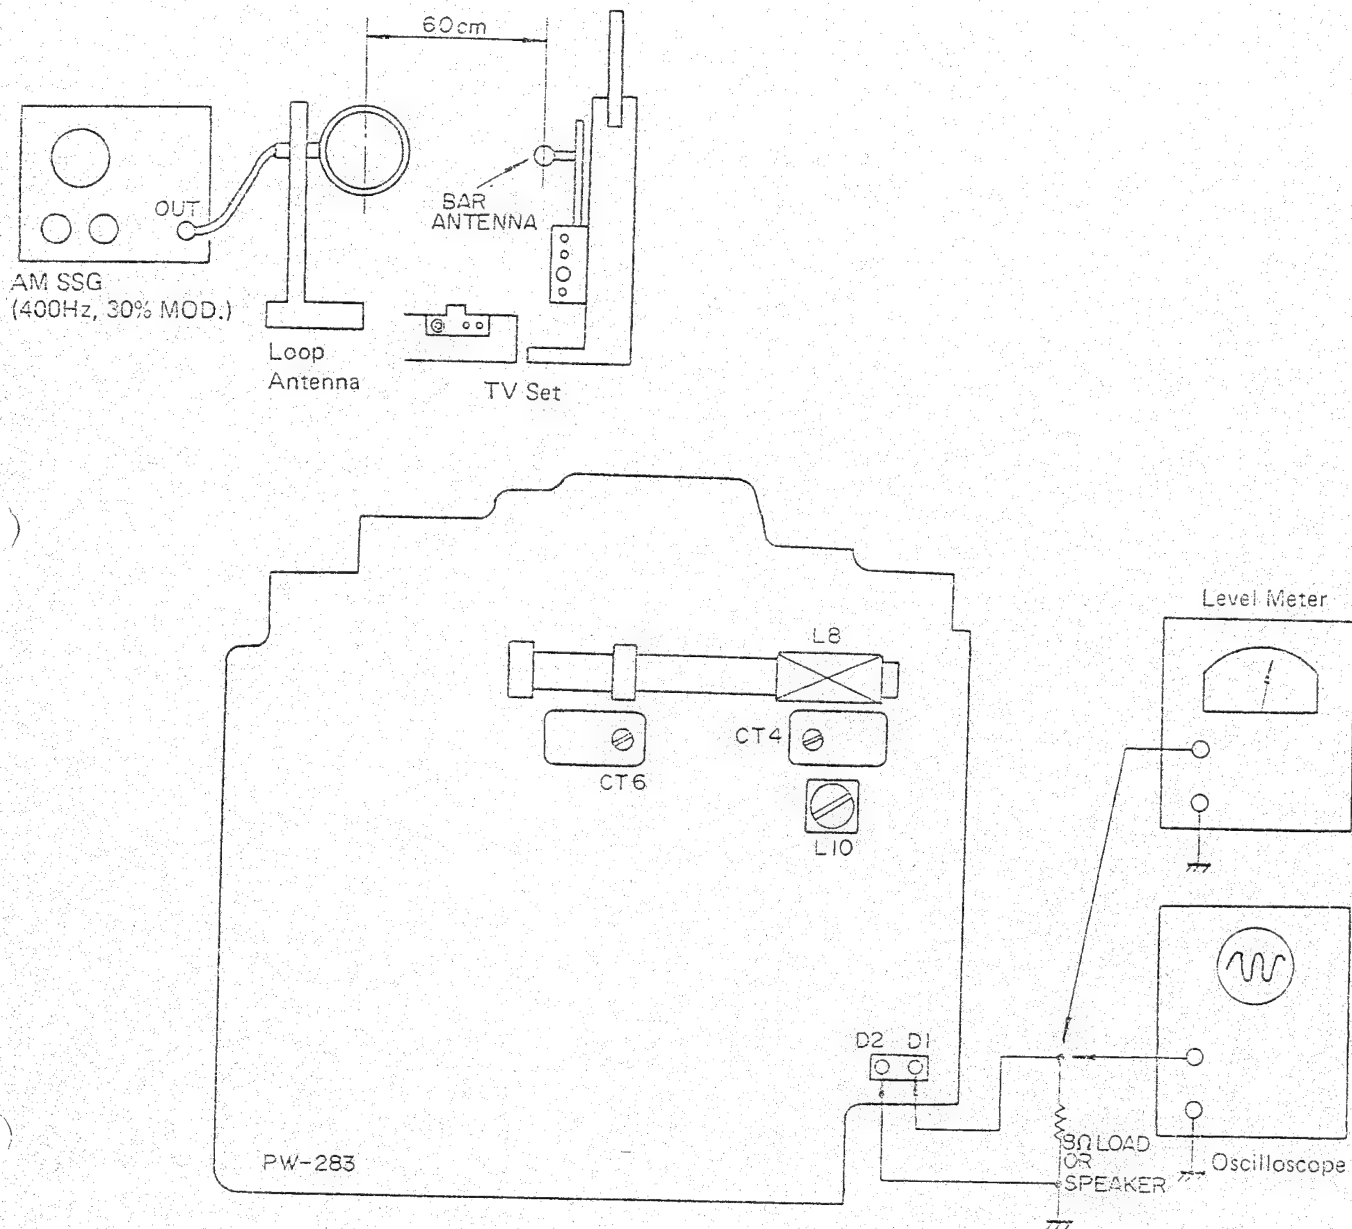 60cm
OUT
BAR
ANTENNA
AM SSG
(400Hz, 30% MOD.)
Loop
Antenna
TV Set
Level Meter
L8
CT4
CT6
L10
D2 D1
8Ω LOAD
OR
SPEAKER
Oscilloscope
PW-283